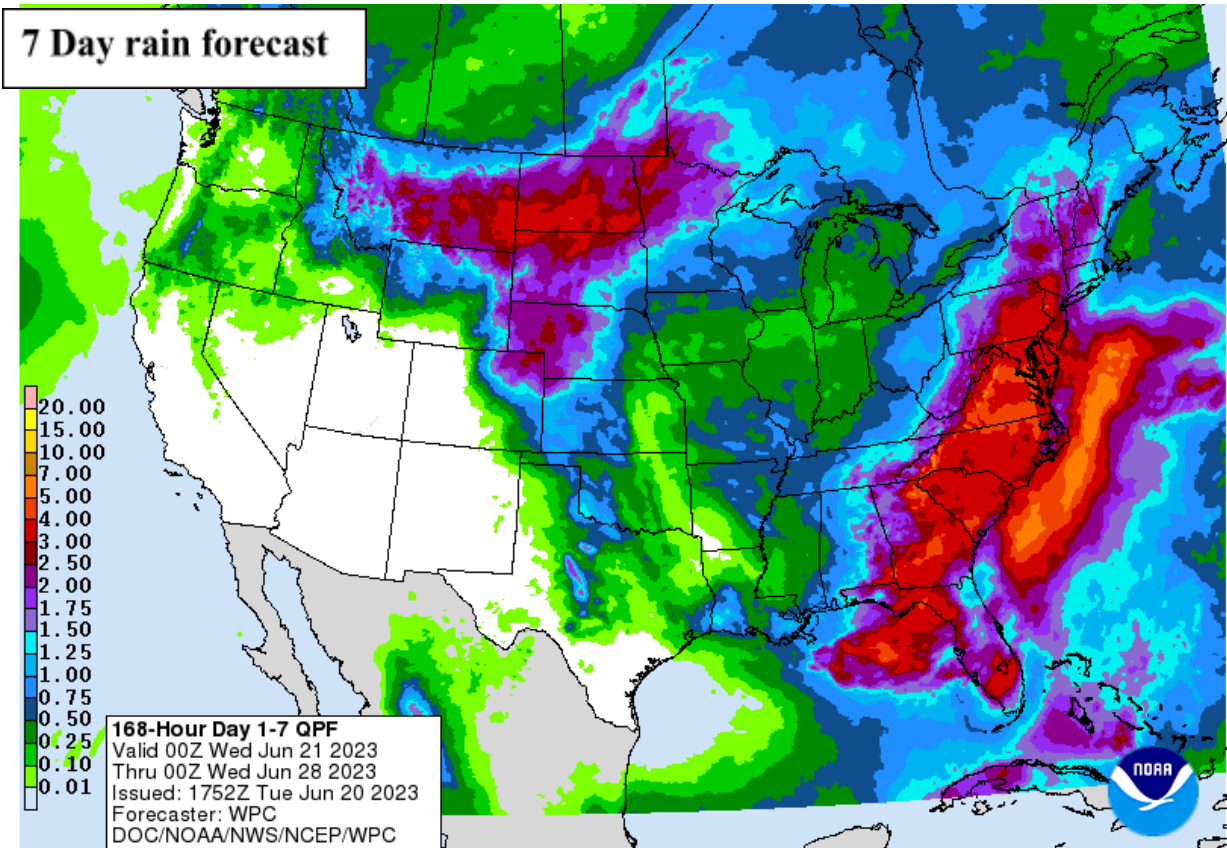 7 Day rain forecast
20.00
15.00
10.00
7.00
5.00
4.00
3.00
2.50
2.00
1.75
1.50
1.25
1.00
0.75
0.50
0.25
0.10
0.01
168-Hour Day 1-7 QPF
Valid 00Z Wed Jun 21 2023
Thru 00Z Wed Jun 28 2023
Issued: 1752Z Tue Jun 20 2023
Forecaster: WPC
DOC/NOAA/NWS/NCEP/WPC
NOAA